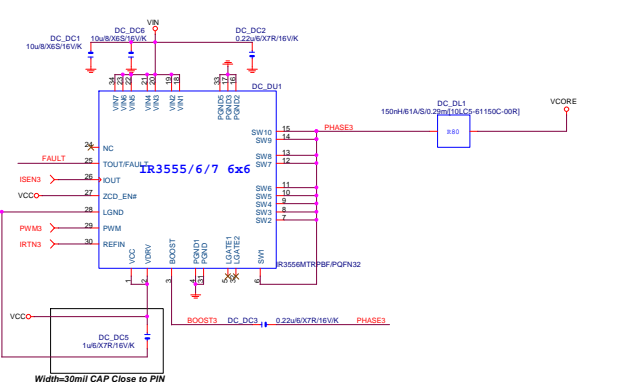 VIN
DC_DC1
10u/8/X6S/16V/K
DC_DC6
10u/8/X6S/16V/K
DC_DC2
0.22u/6/X7R/16V/K
34
23
22
21
20
19
18
33
17
16
VIN7
VIN6
VIN5
VIN4
VIN3
VIN2
VIN1
PGND5
PGND3
PGND2
DC_DU1
DC_DL1
150nH/61A/S/0.29m/[10LC5-61150C-00R]
VCORE
R80
PHASE3
24
NC
FAULT
25
TOUT/FAULT
ISEN3
26
IOUT
VCC
27
ZCD_EN#
28
LGND
PWM3
29
PWM
IRTN3
30
REFIN
IR3555/6/7 6x6
SW10
15
SW9
14
SW8
13
SW7
12
SW6
11
SW5
10
SW4
9
SW3
8
SW2
7
VCC
VDRV
BOOST
PGND1
PGND
LGATE1
LGATE2
SW1
IR3556MTRPBF/PQFN32
1
2
3
4
31
5
6
BOOST3
DC_DC3
0.22u/6/X7R/16V/K
PHASE3
VCC
DC_DC5
1u/6/X7R/16V/K
Width=30mil CAP Close to PIN